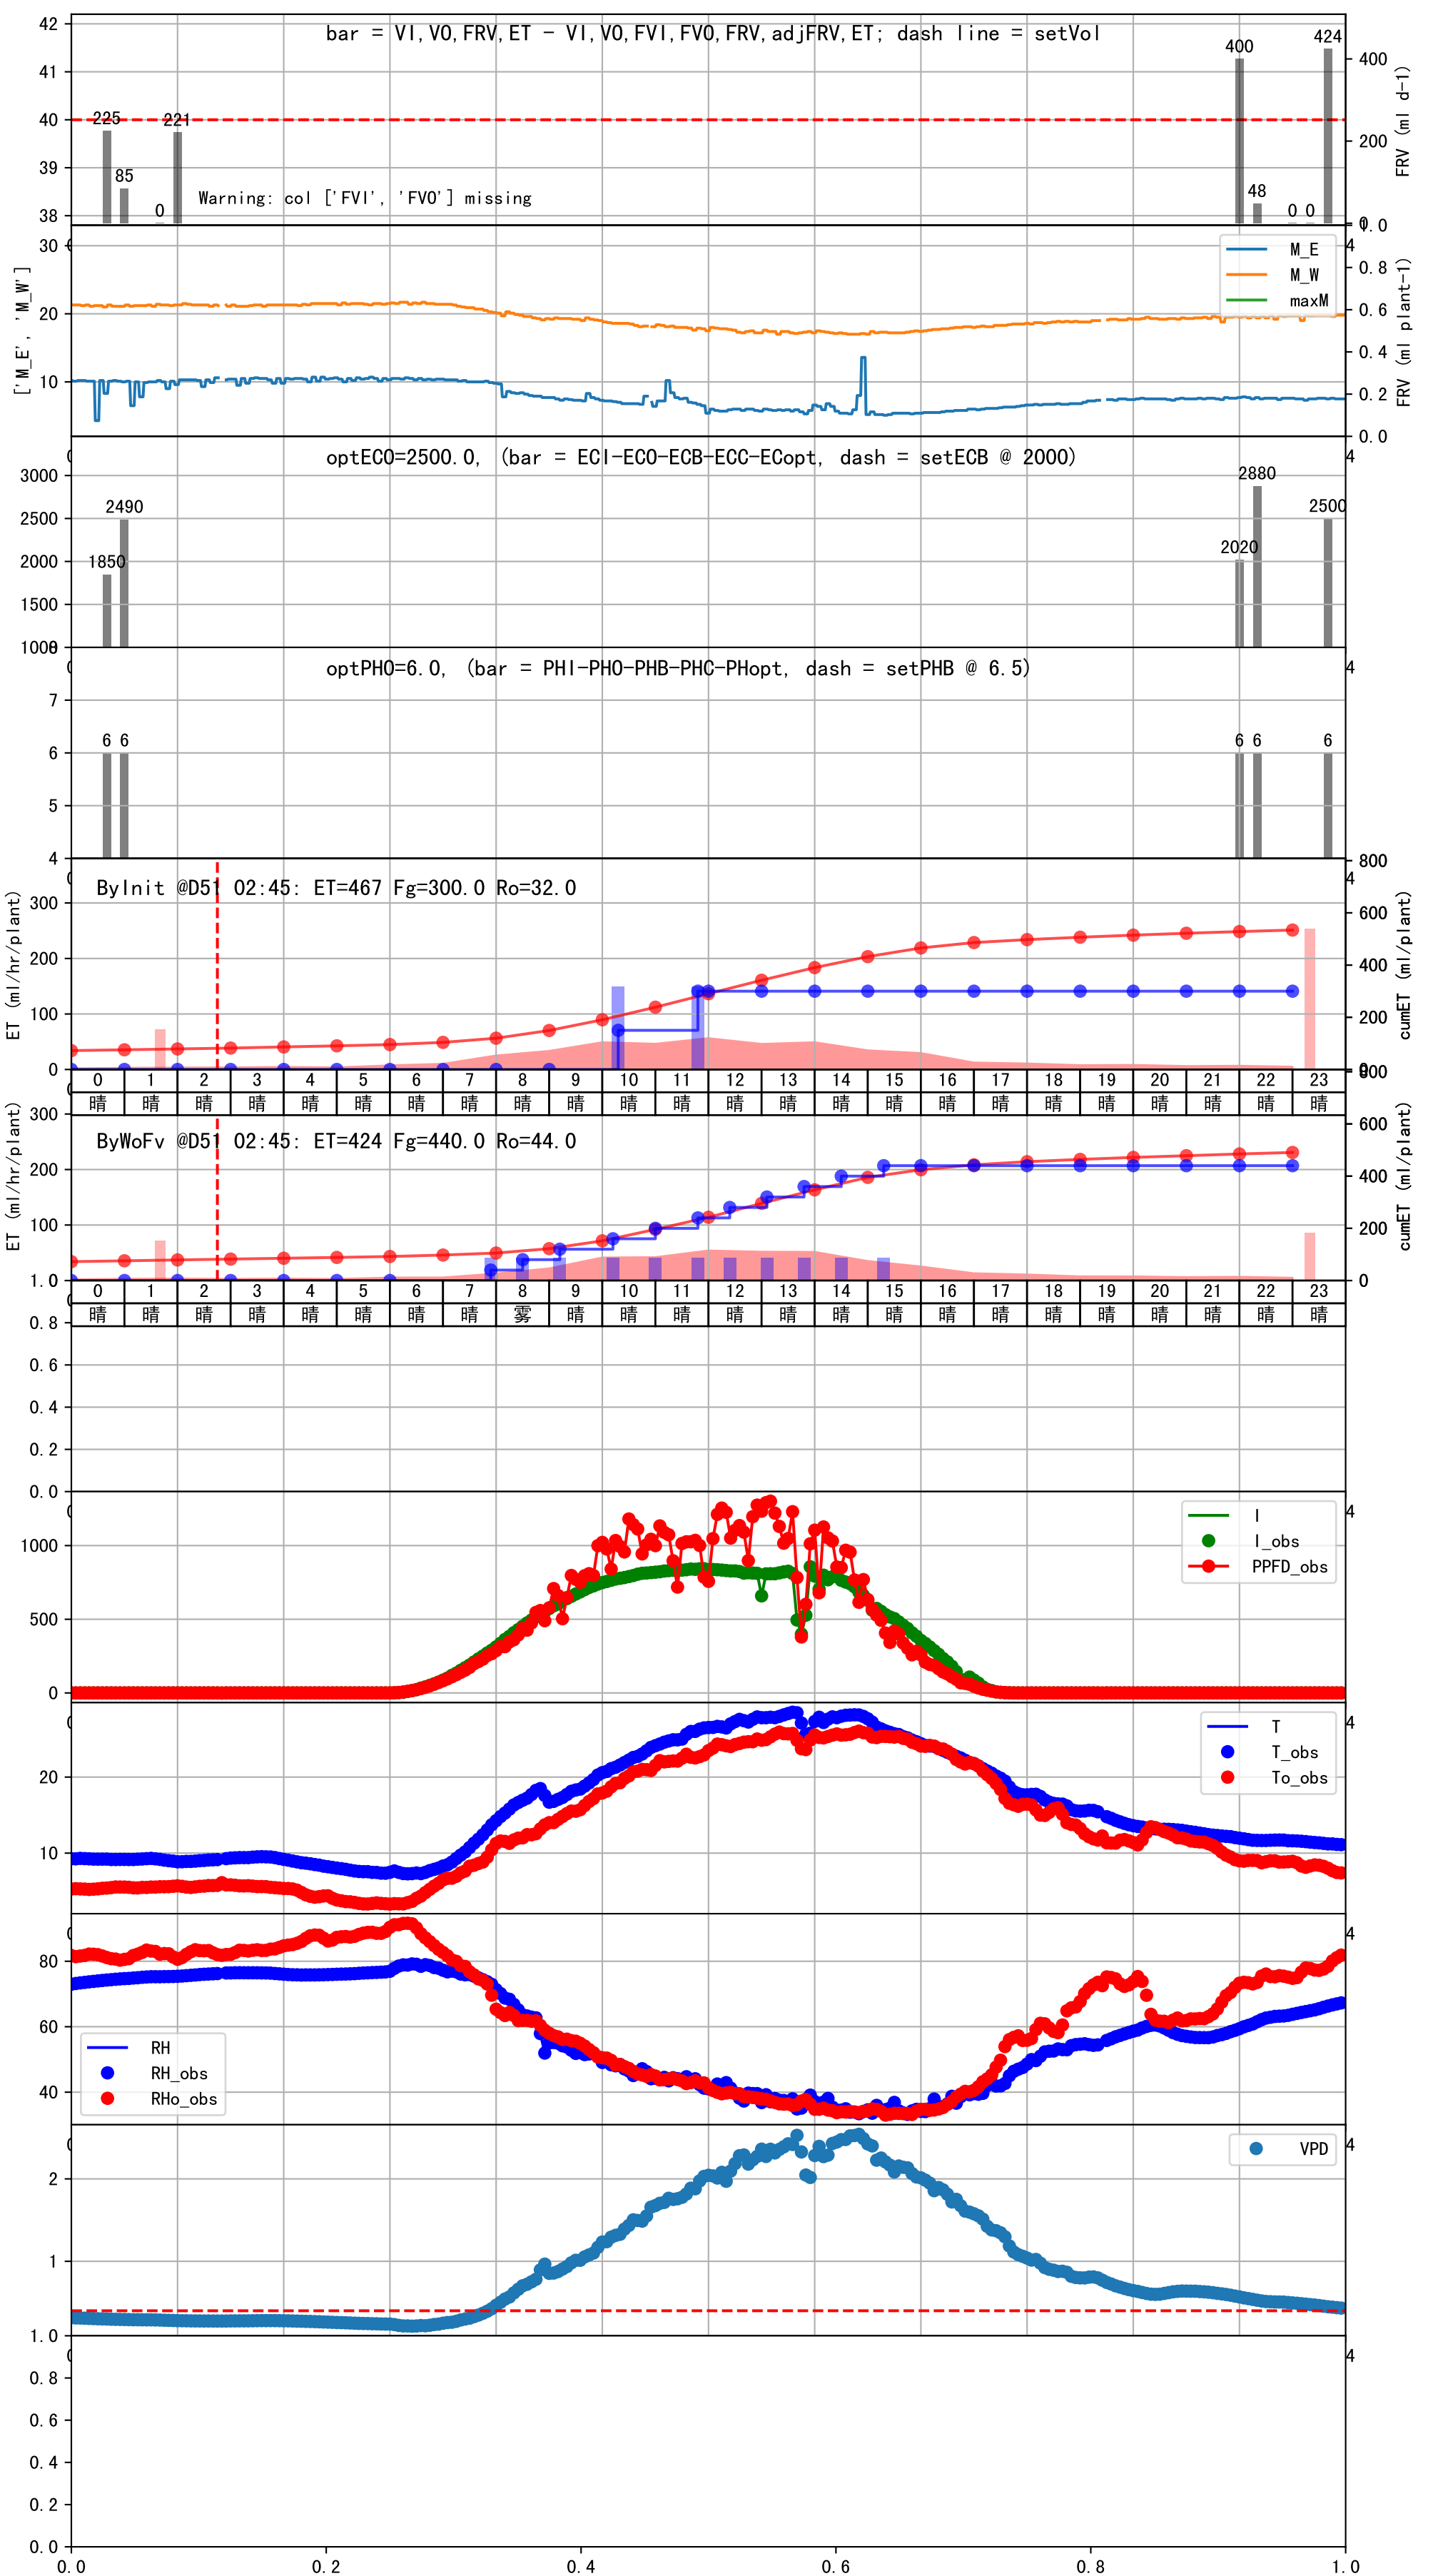 bar = VI,VO,FRV,ET - VI,VO,FVI,FVO,FRV,adjFRV,ET; dash line = setVol
42
41
40
39
38
225
85
0
221
400
48
0
0
424
Warning: col ['FVI', 'FVO'] missing
400
200
0
FRV (ml d-1)
['M_E', 'M_W']
30
20
10
M_E
M_W
maxM
1.0
0.8
0.6
0.4
0.2
0.0
FRV (ml plant-1)
optECO=2500.0, (bar = ECI-ECO-ECB-ECC-ECopt, dash = setECB @ 2000)
3000
2500
2000
1500
1000
1850
2490
2020
2880
2500
optPHO=6.0, (bar = PHI-PHO-PHB-PHC-PHopt, dash = setPHB @ 6.5)
7
6
5
4
6
6
6
6
6
ByInit @D51 02:45: ET=467 Fg=300.0 Ro=32.0
ET (ml/hr/plant)
300
200
100
0
800
600
400
200
0
cumET (ml/plant)
0 1 2 3 4 5 6 7 8 9 10 11 12 13 14 15 16 17 18 19 20 21 22 23
晴 晴 晴 晴 晴 晴 晴 晴 晴 晴 晴 晴 晴 晴 晴 晴 晴 晴 晴 晴 晴 晴 晴 晴
ByWoFv @D51 02:45: ET=424 Fg=440.0 Ro=44.0
ET (ml/hr/plant)
300
200
100
800
600
400
200
0
cumET (ml/plant)
0 1 2 3 4 5 6 7 8 9 10 11 12 13 14 15 16 17 18 19 20 21 22 23
晴 晴 晴 晴 晴 晴 晴 晴 雾 晴 晴 晴 晴 晴 晴 晴 晴 晴 晴 晴 晴 晴 晴 晴
1.0
0.8
0.6
0.4
0.2
0.0
1000
500
0
I
I_obs
PPFD_obs
20
10
T
T_obs
To_obs
80
60
40
RH
RH_obs
RHo_obs
2
1
VPD
1.0
0.8
0.6
0.4
0.2
0.0
0.0 0.2 0.4 0.6 0.8 1.0